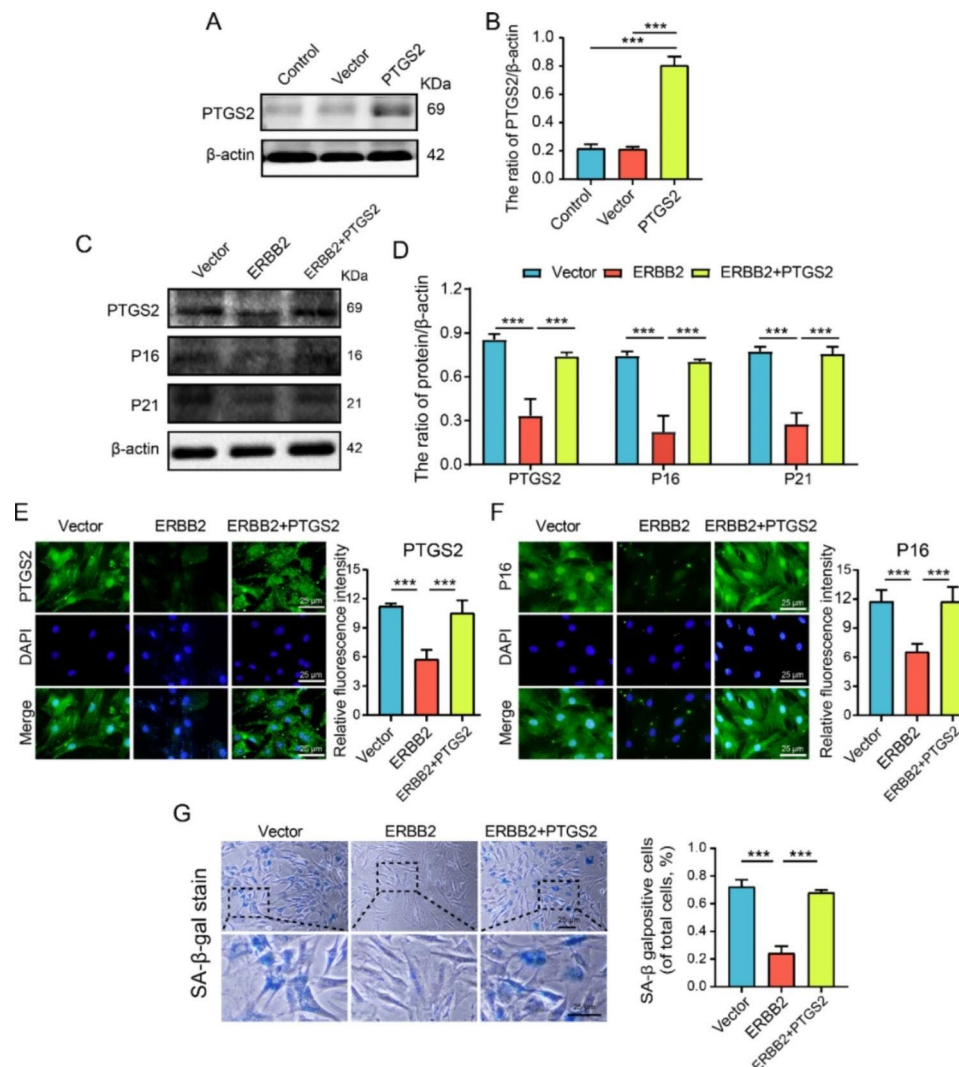 A
Control
Vector
PTGS2
KDa
PTGS2
69
β-actin
42
B
The ratio of PTGS2/β-actin
1.0
0.8
0.6
0.4
0.2
0.0
***
***
Control
Vector
PTGS2
C
Vector
ERBB2
ERBB2+PTGS2
KDa
PTGS2
69
P16
16
P21
21
β-actin
42
D
Vector
ERBB2
ERBB2+PTGS2
The ratio of protein/β-actin
1.2
0.9
0.6
0.3
0.0
*** ***
*** ***
*** ***
PTGS2
P16
P21
E
Vector
ERBB2
ERBB2+PTGS2
PTGS2
25 µm
DAPI
25 µm
Merge
25 µm
PTGS2
Relative fluorescence intensity
15
12
9
6
3
0
*** ***
Vector
ERBB2
ERBB2+PTGS2
F
Vector
ERBB2
ERBB2+PTGS2
P16
25 µm
DAPI
25 µm
Merge
25 µm
P16
Relative fluorescence intensity
15
12
9
6
3
0
*** ***
Vector
ERBB2
ERBB2+PTGS2
G
Vector
ERBB2
ERBB2+PTGS2
SA-β-gal stain
25 µm
25 µm
SA-β galpositive cells
(of total cells, %)
1.0
0.8
0.6
0.4
0.2
0.0
*** ***
Vector
ERBB2
ERBB2+PTGS2